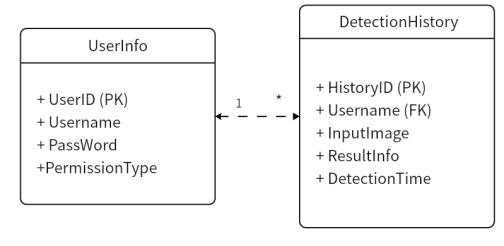 UserInfo
+ UserID (PK)
+ Username
+ PassWord
+PermissionType
1
*
DetectionHistory
+ HistoryID (PK)
+ Username (FK)
+ InputImage
+ ResultInfo
+ DetectionTime